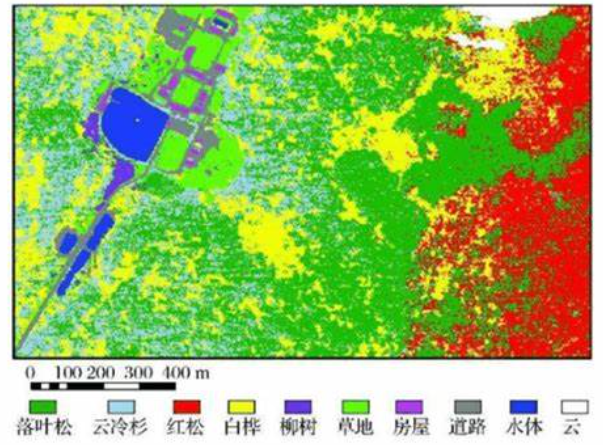 0 100 200 300 400 m
落叶松 云冷杉 红松 白桦 柳树 草地 房屋 道路 水体 云